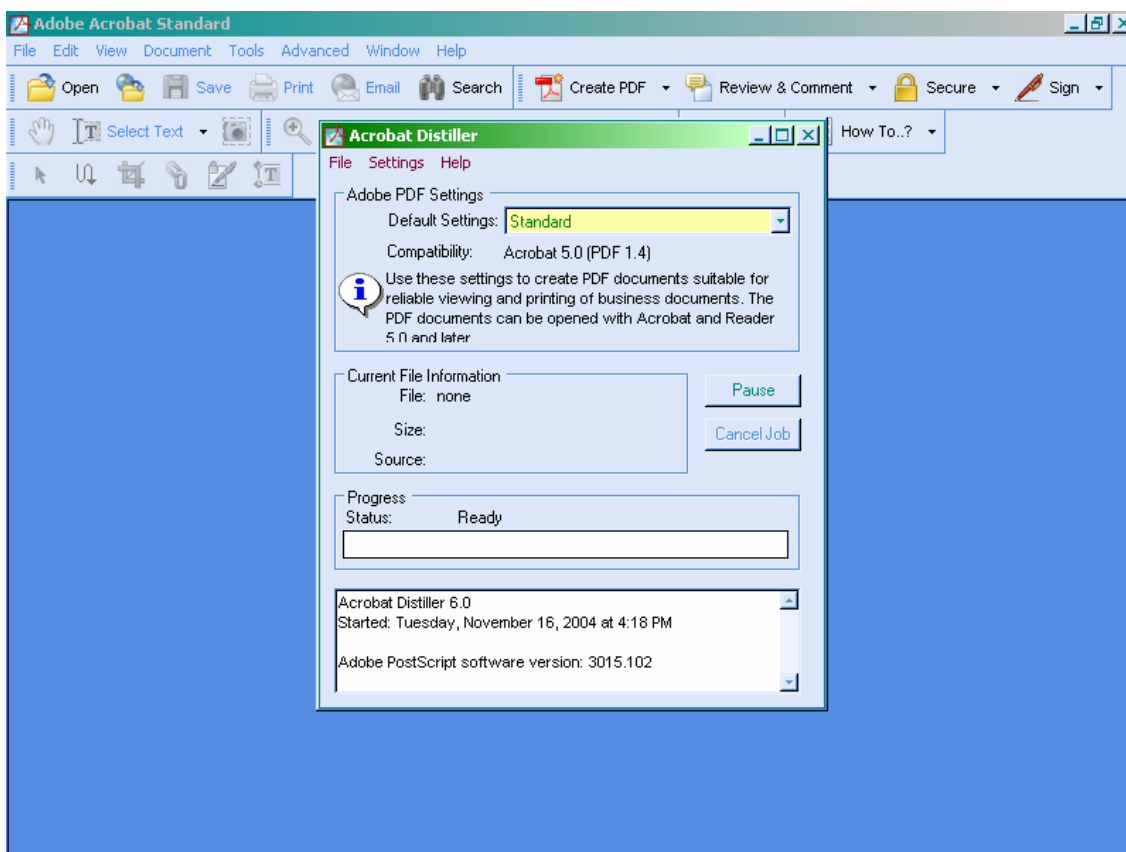 Adobe Acrobat Standard
File Edit View Document Tools Advanced Window Help
Open Save Print Email Search Create PDF Review & Comment Secure Sign
Select Text How To..?
Acrobat Distiller
File Settings Help
Adobe PDF Settings
Default Settings: Standard
Compatibility: Acrobat 5.0 (PDF 1.4)
Use these settings to create PDF documents suitable for
reliable viewing and printing of business documents. The
PDF documents can be opened with Acrobat and Reader
5.0 and later
Current File Information
File: none
Pause
Size:
Cancel Job
Source:
Progress
Status: Ready
Acrobat Distiller 6.0
Started: Tuesday, November 16, 2004 at 4:18 PM
Adobe PostScript software version: 3015.102